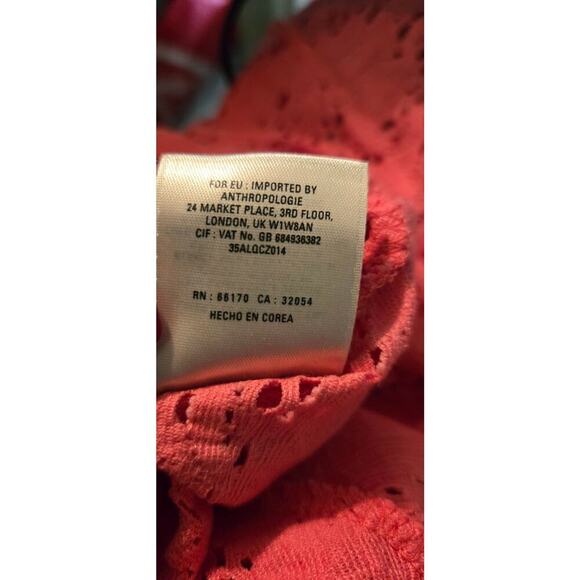 FOR EU : IMPORTED BY
ANTHROPOLOGIE
24 MARKET PLACE, 3RD FLOOR,
LONDON, UK W1W8AN
CIF : VAT No. GB 684936382
35ALQCZ014
RN : 66170 CA : 32054
HECHO EN COREA